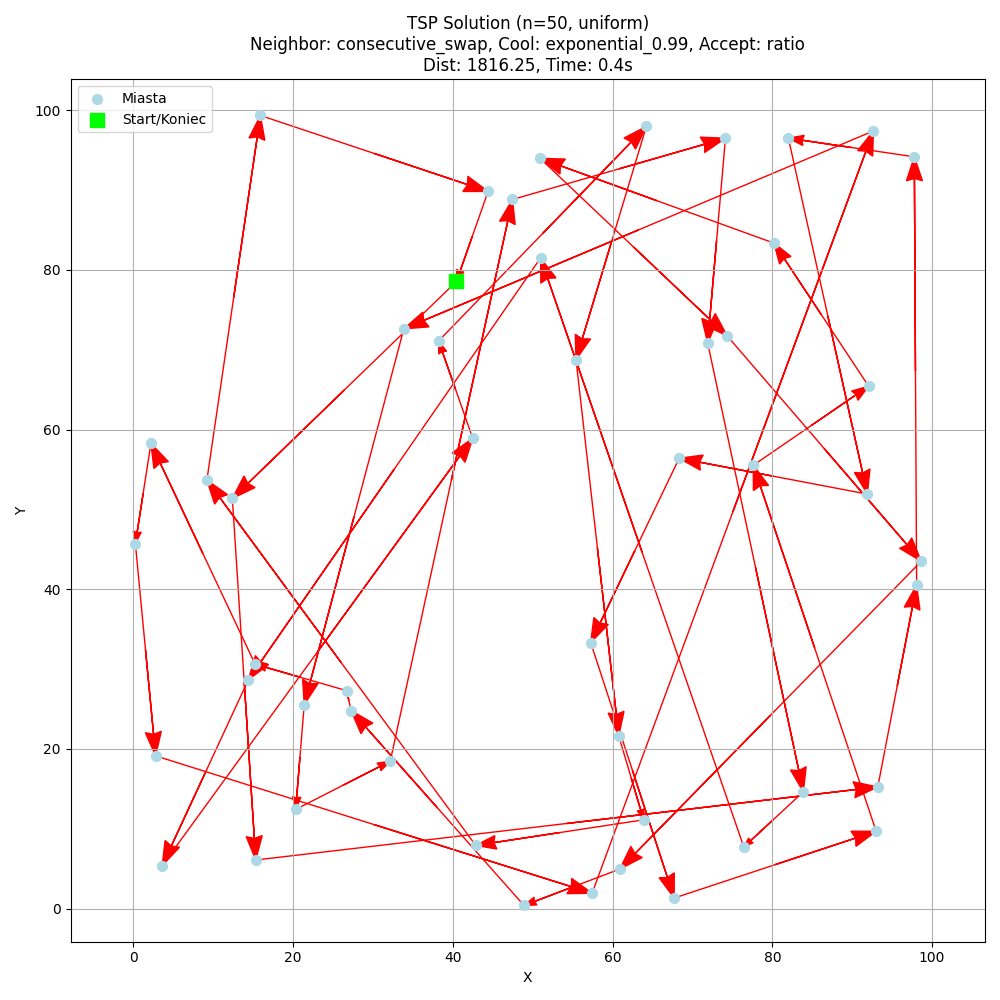 TSP Solution (n=50, uniform)
Neighbor: consecutive_swap, Cool: exponential_0.99, Accept: ratio
Dist: 1816.25, Time: 0.4s
Miasta
Start/Koniec
100
80
60
40
20
0
Y
0 20 40 60 80 100
X